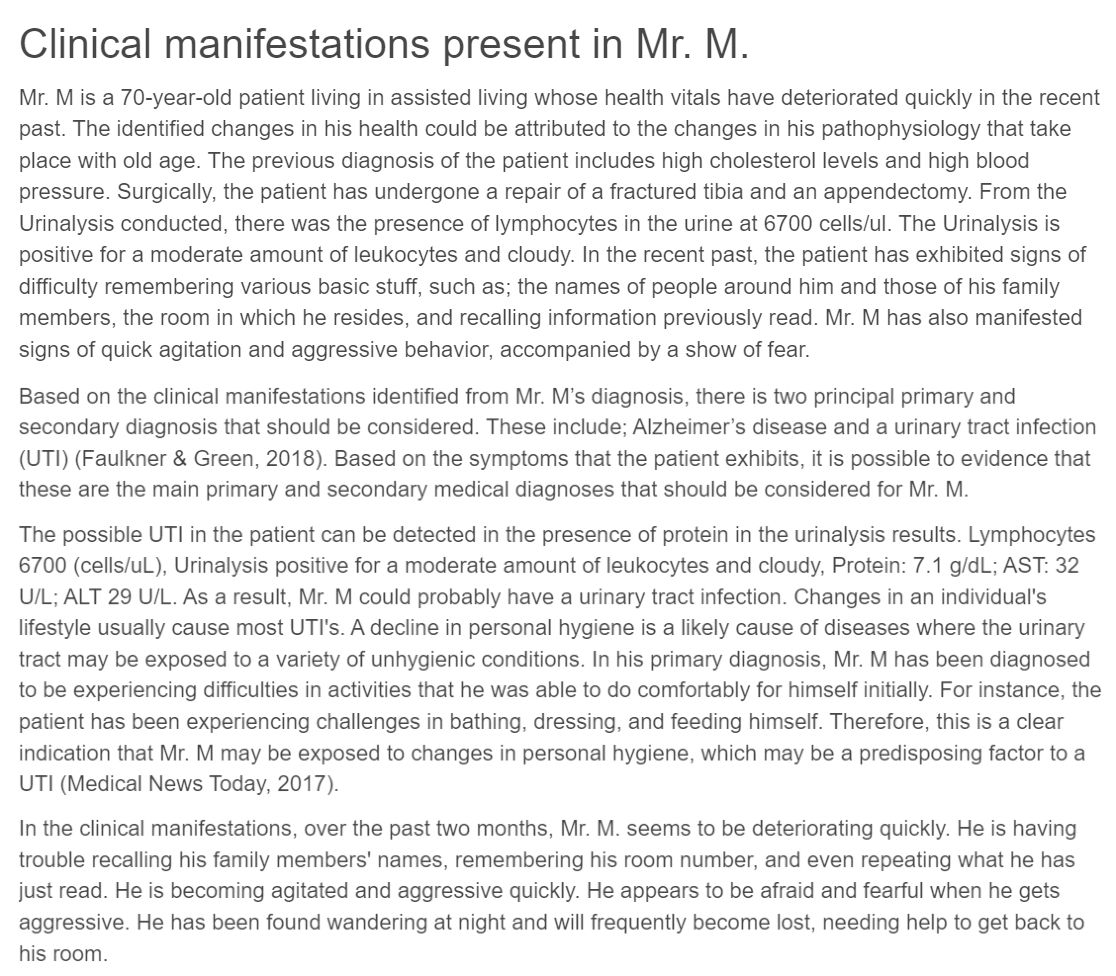 Clinical manifestations present in Mr. M.
Mr. M is a 70-year-old patient living in assisted living whose health vitals have deteriorated quickly in the recent
past. The identified changes in his health could be attributed to the changes in his pathophysiology that take
place with old age. The previous diagnosis of the patient includes high cholesterol levels and high blood
pressure. Surgically, the patient has undergone a repair of a fractured tibia and an appendectomy. From the
Urinalysis conducted, there was the presence of lymphocytes in the urine at 6700 cells/ul. The Urinalysis is
positive for a moderate amount of leukocytes and cloudy. In the recent past, the patient has exhibited signs of
difficulty remembering various basic stuff, such as; the names of people around him and those of his family
members, the room in which he resides, and recalling information previously read. Mr. M has also manifested
signs of quick agitation and aggressive behavior, accompanied by a show of fear.
Based on the clinical manifestations identified from Mr. M’s diagnosis, there is two principal primary and
secondary diagnosis that should be considered. These include; Alzheimer’s disease and a urinary tract infection
(UTI) (Faulkner & Green, 2018). Based on the symptoms that the patient exhibits, it is possible to evidence that
these are the main primary and secondary medical diagnoses that should be considered for Mr. M.
The possible UTI in the patient can be detected in the presence of protein in the urinalysis results. Lymphocytes
6700 (cells/uL), Urinalysis positive for a moderate amount of leukocytes and cloudy, Protein: 7.1 g/dL; AST: 32
U/L; ALT 29 U/L. As a result, Mr. M could probably have a urinary tract infection. Changes in an individual's
lifestyle usually cause most UTI's. A decline in personal hygiene is a likely cause of diseases where the urinary
tract may be exposed to a variety of unhygienic conditions. In his primary diagnosis, Mr. M has been diagnosed
to be experiencing difficulties in activities that he was able to do comfortably for himself initially. For instance, the
patient has been experiencing challenges in bathing, dressing, and feeding himself. Therefore, this is a clear
indication that Mr. M may be exposed to changes in personal hygiene, which may be a predisposing factor to a
UTI (Medical News Today, 2017).
In the clinical manifestations, over the past two months, Mr. M. seems to be deteriorating quickly. He is having
trouble recalling his family members' names, remembering his room number, and even repeating what he has
just read. He is becoming agitated and aggressive quickly. He appears to be afraid and fearful when he gets
aggressive. He has been found wandering at night and will frequently become lost, needing help to get back to
his room.